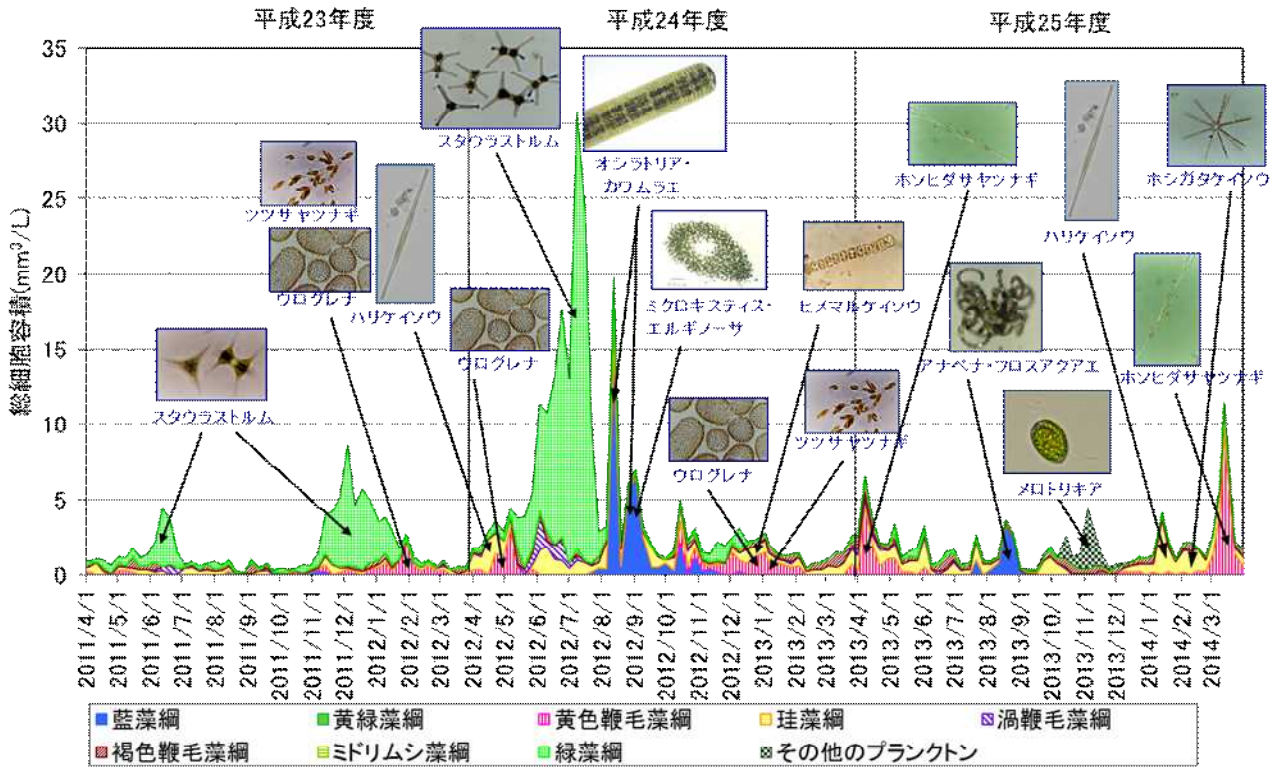 平成23年度
平成24年度
平成25年度
総細胞容積(mm³/L)
35
30
25
20
15
10
5
0
スタウラストルム
ツツサヤツナギ
ウログレナ
ハリケイソウ
ウログレナ
スタウラストルム
オシラトリア・
カワムラエ
ミクロキスティス・
エルギノーサ
ウログレナ
ヒメマルケイソウ
ツツサヤツナギ
ホンヒダサヤツナギ
アナベナ・フロスアクアエ
メロトリキア
ハリケイソウ
ホンヒダサヤツナギ
ホシガタケイソウ
2011/4/1
2011/5/1
2011/6/1
2011/7/1
2011/8/1
2011/9/1
2011/10/1
2011/11/1
2011/12/1
2012/1/1
2012/2/1
2012/3/1
2012/4/1
2012/5/1
2012/6/1
2012/7/1
2012/8/1
2012/9/1
2012/10/1
2012/11/1
2012/12/1
2013/1/1
2013/2/1
2013/3/1
2013/4/1
2013/5/1
2013/6/1
2013/7/1
2013/8/1
2013/9/1
2013/10/1
2013/11/1
2013/12/1
2014/1/1
2014/2/1
2014/3/1
藍藻綱 黄緑藻綱 黄色鞭毛藻綱 珪藻綱 渦鞭毛藻綱
褐色鞭毛藻綱 ミドリムシ藻綱 緑藻綱 その他のプランクトン